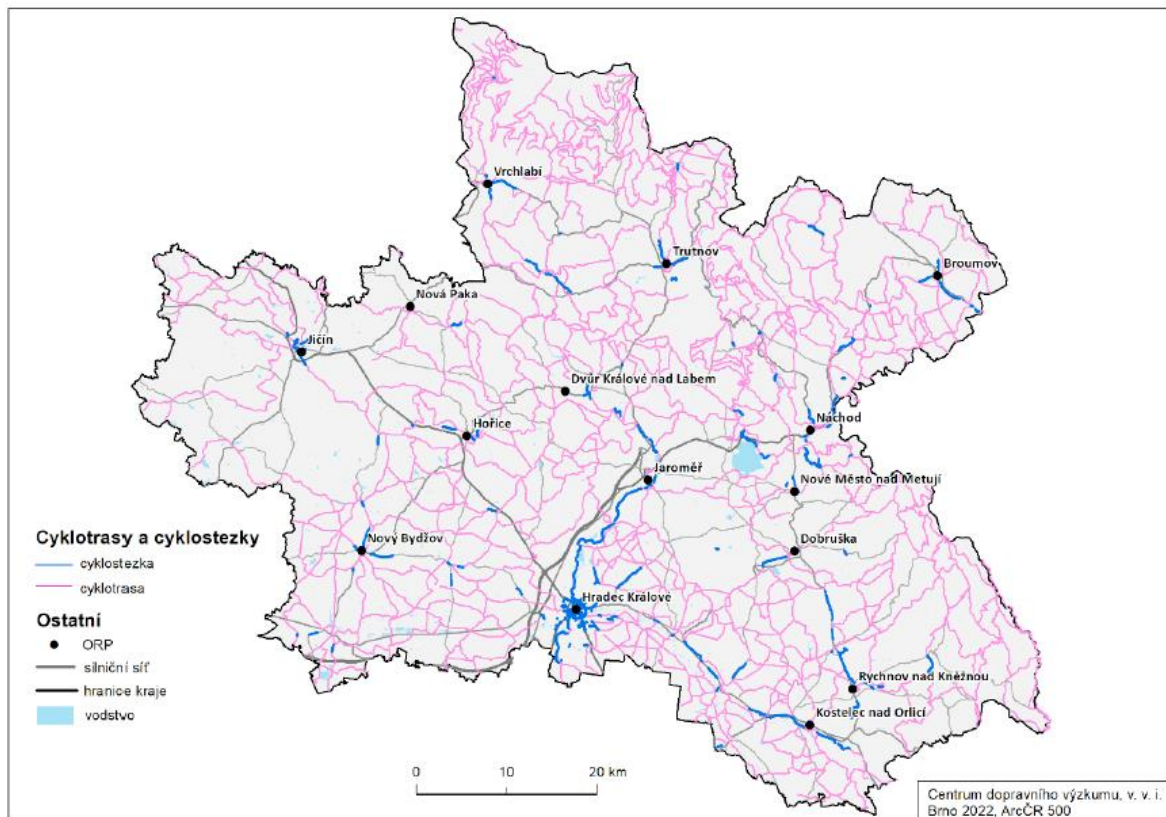 Vrchlabí
Trutnov
Broumov
Nová Paka
Jičín
Dvůr Králové nad Labem
Hořice
Náchod
Jaroměř
Nové Město nad Metují
Nový Bydžov
Dobruška
Hradec Králové
Rychnov nad Kněžnou
Kostelec nad Orlicí
Cyklotrasy a cyklostezky
cyklostezka
cyklotrasa
Ostatní
ORP
silniční síť
hranice kraje
vodstvo
0 10 20 km
Centrum dopravního výzkumu, v. v. i.
Brno 2022, ArcČR 500